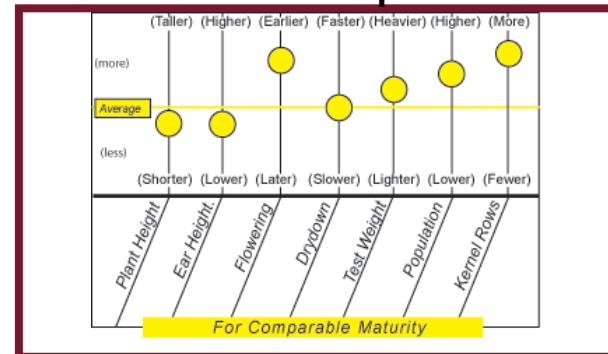 (Taller) (Higher) (Earlier) (Faster) (Heavier) (Higher) (More)
(more)
Average
(less)
(Shorter) (Lower) (Later) (Slower) (Lighter) (Lower) (Fewer)
Plant Height
Ear Height.
Flowering
Drydown
Test Weight
Population
Kernel Rows
For Comparable Maturity